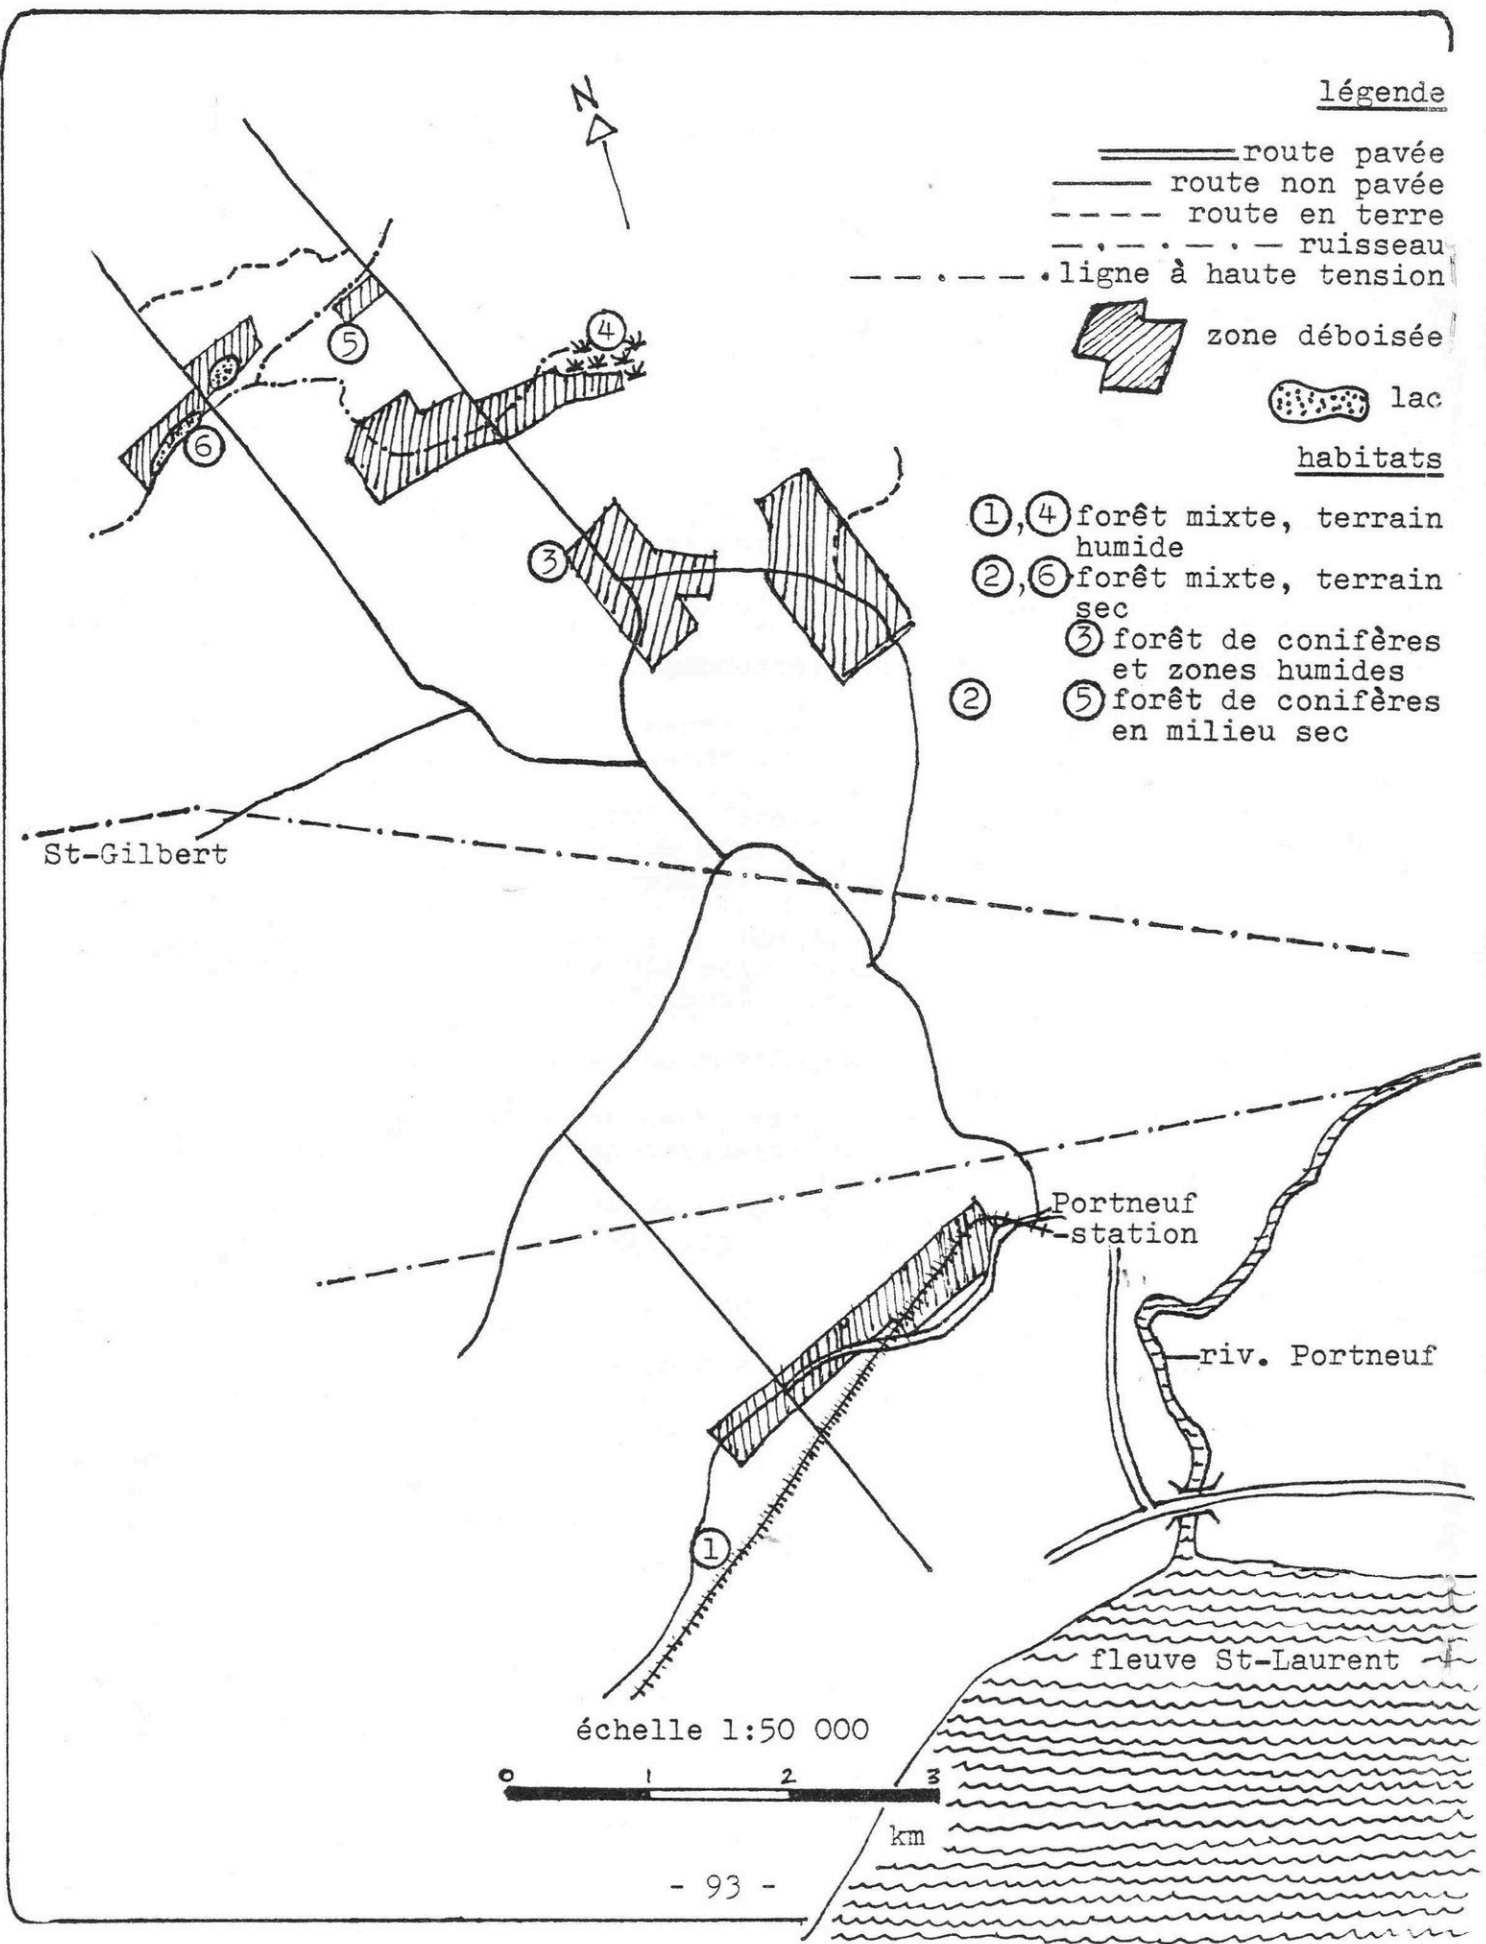 N
légende
route pavée
route non pavée
route en terre
ruisseau
ligne à haute tension
zone déboisée
lac
habitats
1,4 forêt mixte, terrain
humide
2,6 forêt mixte, terrain
sec
3 forêt de conifères
et zones humides
5 forêt de conifères
en milieu sec
4
5
6
3
2
St-Gilbert
Portneuf
-station
riv. Portneuf
1
fleuve St-Laurent
échelle 1:50 000
0 1 2 3
km
- 93 -